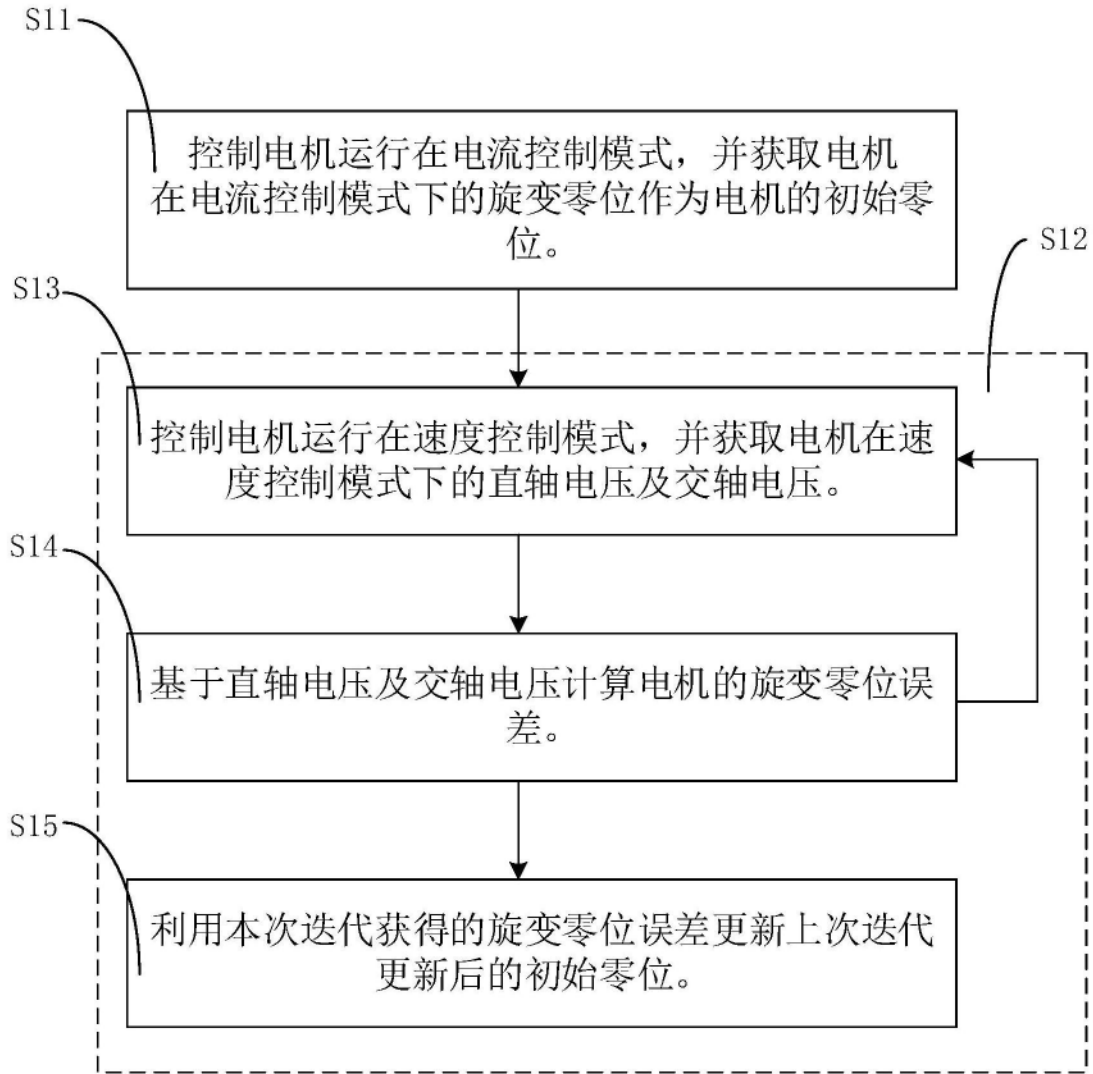 S11
控制电机运行在电流控制模式，并获取电机
在电流控制模式下的旋变零位作为电机的初始零
位。
S12
S13
控制电机运行在速度控制模式，并获取电机在速
度控制模式下的直轴电压及交轴电压。
S14
基于直轴电压及交轴电压计算电机的旋变零位误
差。
S15
利用本次迭代获得的旋变零位误差更新上次迭代
更新后的初始零位。